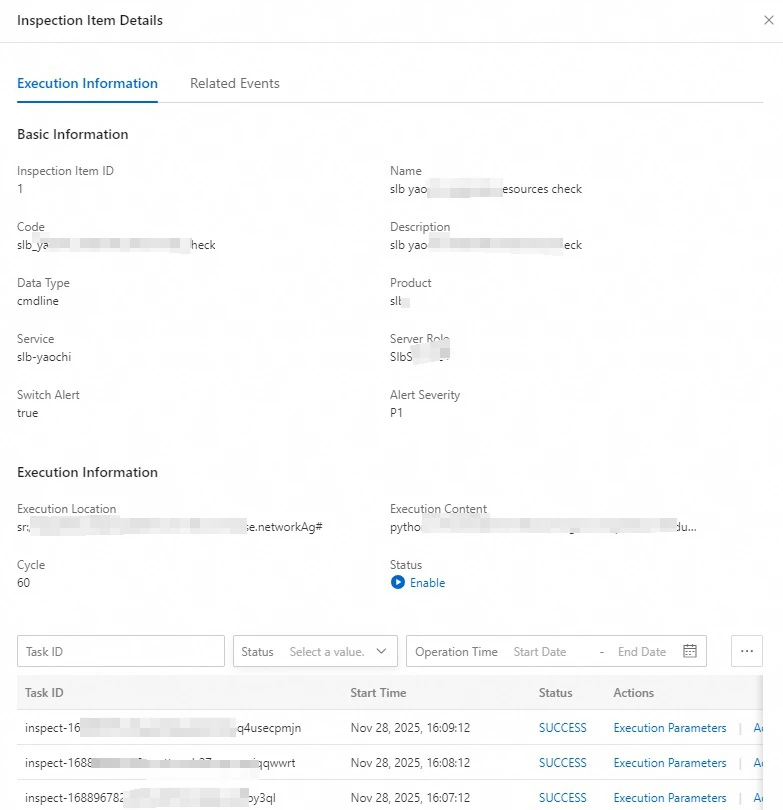 Inspection Item Details
Execution Information Related Events
Basic Information
Inspection Item ID Name
1 slb yao esources check
Code Description
slb_ya heck slb yao eck
Data Type Product
cmdline slb
Service Server Role
slb-yaochi SlbS
Switch Alert Alert Severity
true P1
Execution Information
Execution Location Execution Content
sr: se.networkAg# pytho du...
Cycle Status
60 Enable
Task ID Status Select a value. Operation Time Start Date - End Date ...
Task ID Start Time Status Actions
inspect-16 q4usecpmjn Nov 28, 2025, 16:09:12 SUCCESS Execution Parameters
inspect-1688 qqwwrt Nov 28, 2025, 16:08:12 SUCCESS Execution Parameters
inspect-168896782 by3ql Nov 28, 2025, 16:07:12 SUCCESS Execution Parameters